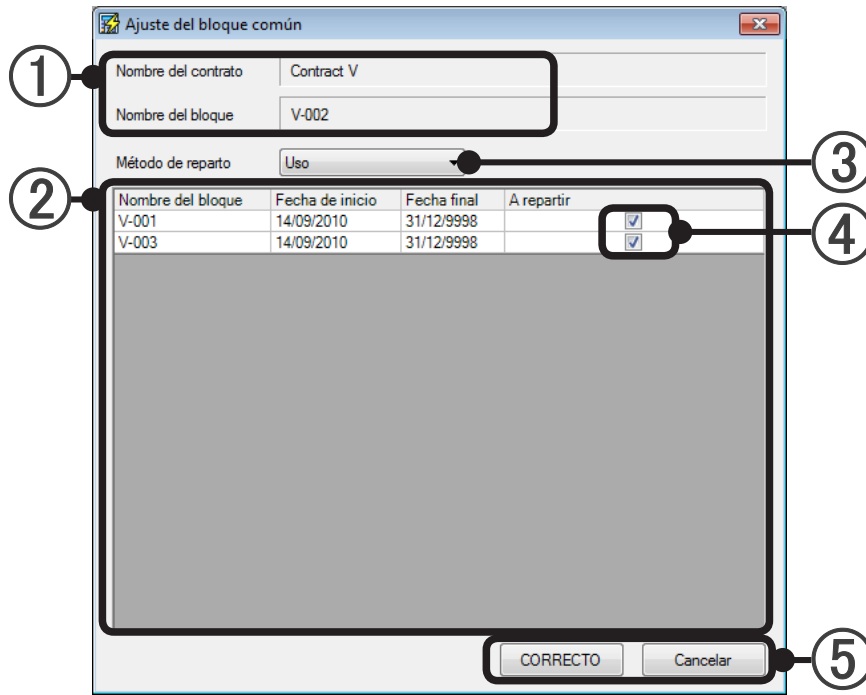 Ajuste del bloque común
① Nombre del contrato Contract V
Nombre del bloque V-002
Método de reparto Uso ③
② Nombre del bloque Fecha de inicio Fecha final A repartir
V-001 14/09/2010 31/12/9998 ④
V-003 14/09/2010 31/12/9998
CORRECTO Cancelar ⑤